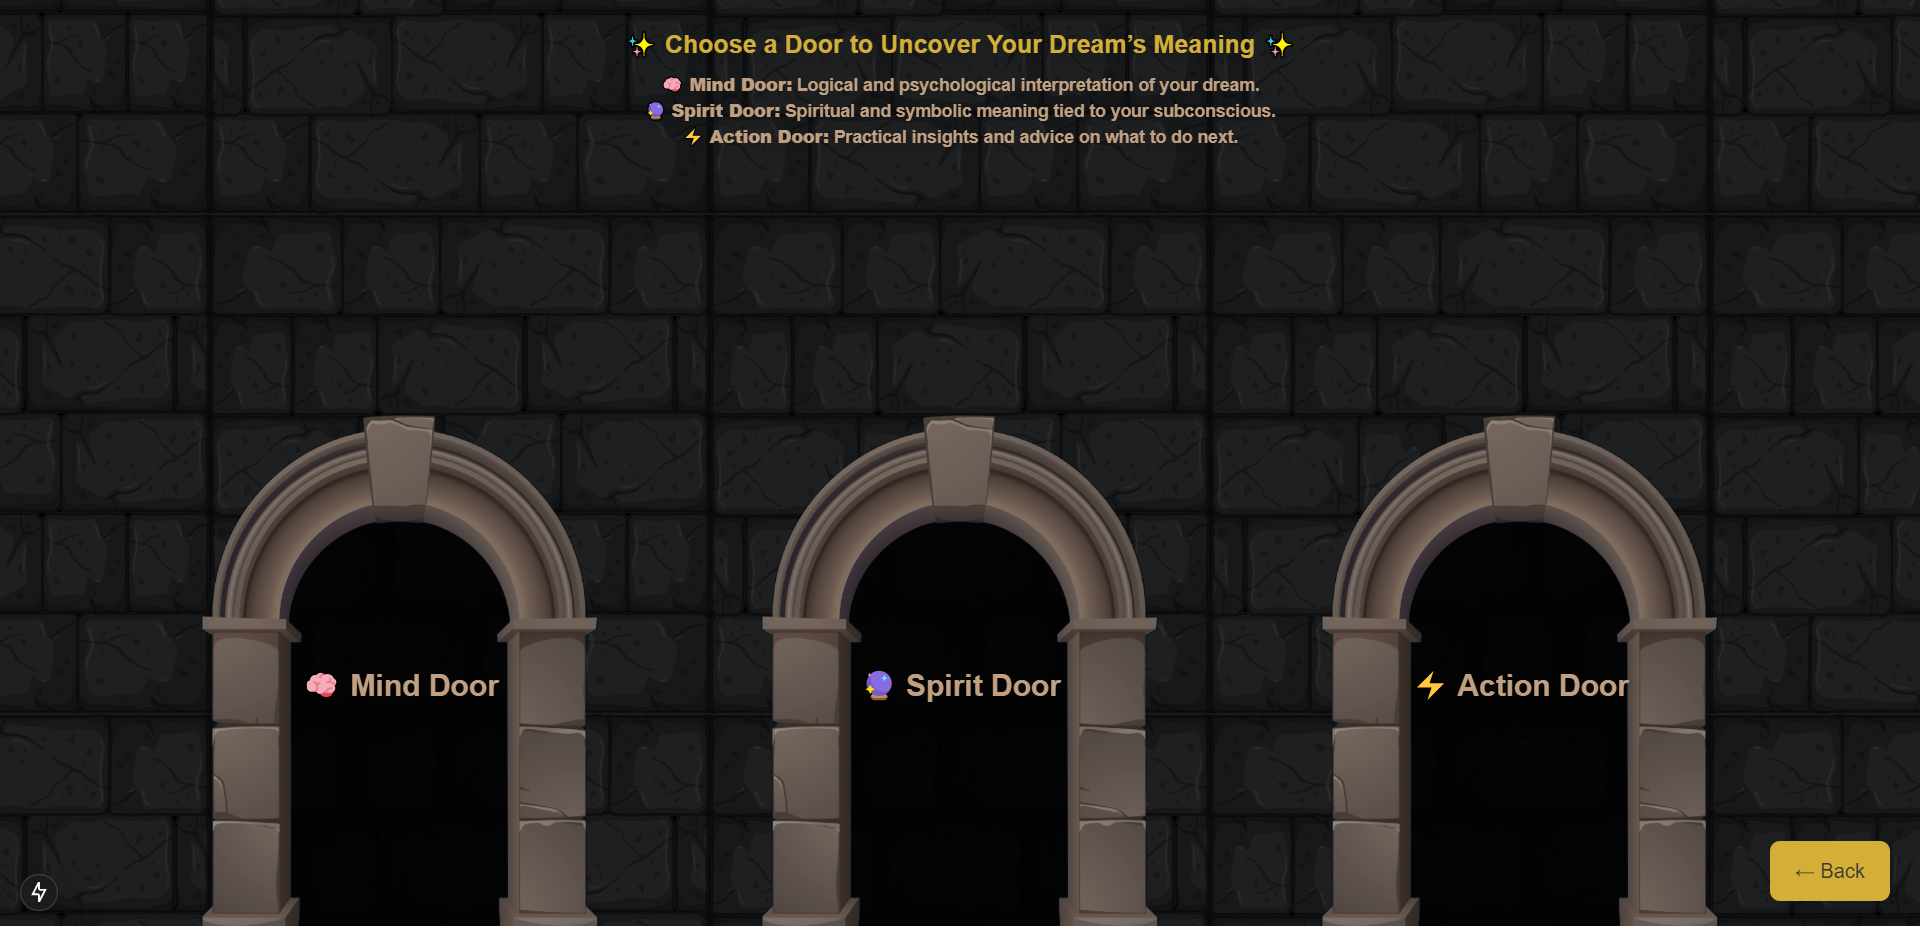 ✨ Choose a Door to Uncover Your Dream’s Meaning ✨
🧠 Mind Door: Logical and psychological interpretation of your dream.
🔮 Spirit Door: Spiritual and symbolic meaning tied to your subconscious.
⚡ Action Door: Practical insights and advice on what to do next.
🧠 Mind Door
🔮 Spirit Door
⚡ Action Door
← Back